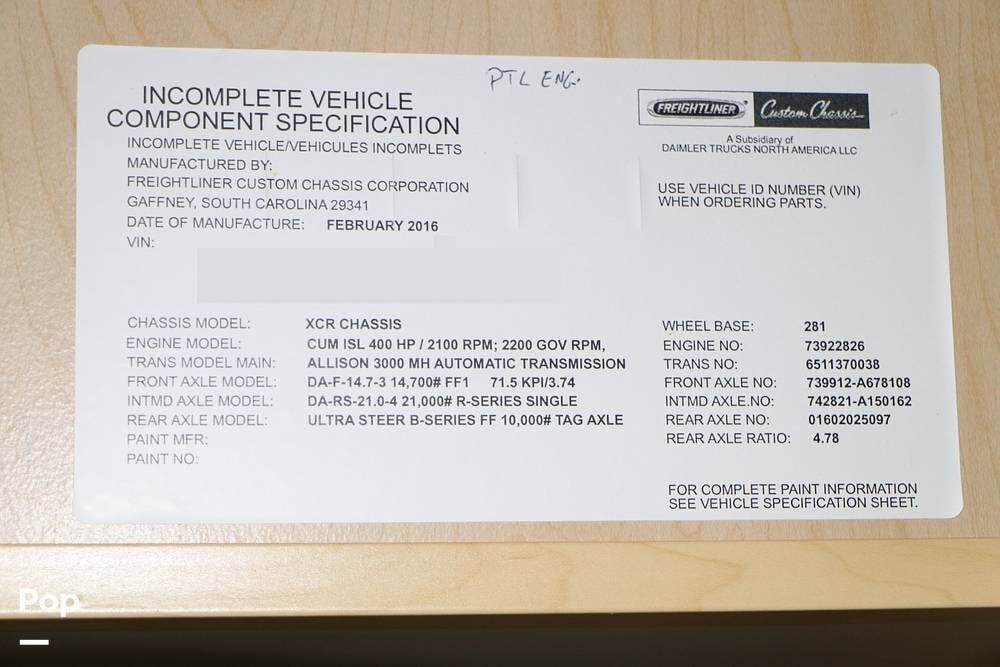 PTL ENG.
INCOMPLETE VEHICLE
COMPONENT SPECIFICATION
INCOMPLETE VEHICLE/VEHICULES INCOMPLETS
MANUFACTURED BY:
FREIGHTLINER CUSTOM CHASSIS CORPORATION
GAFFNEY, SOUTH CAROLINA 29341
DATE OF MANUFACTURE: FEBRUARY 2016
VIN:
FREIGHTLINER Custom Chassis
A Subsidiary of
DAIMLER TRUCKS NORTH AMERICA LLC
USE VEHICLE ID NUMBER (VIN)
WHEN ORDERING PARTS.
CHASSIS MODEL: XCR CHASSIS
ENGINE MODEL: CUM ISL 400 HP / 2100 RPM; 2200 GOV RPM,
TRANS MODEL MAIN: ALLISON 3000 MH AUTOMATIC TRANSMISSION
FRONT AXLE MODEL: DA-F-14.7-3 14,700# FF1 71.5 KPI/3.74
INTMD AXLE MODEL: DA-RS-21.0-4 21,000# R-SERIES SINGLE
REAR AXLE MODEL: ULTRA STEER B-SERIES FF 10,000# TAG AXLE
PAINT MFR:
PAINT NO:
WHEEL BASE: 281
ENGINE NO: 73922826
TRANS NO: 6511370038
FRONT AXLE NO: 739912-A678108
INTMD AXLE.NO: 742821-A150162
REAR AXLE NO: 01602025097
REAR AXLE RATIO: 4.78
FOR COMPLETE PAINT INFORMATION
SEE VEHICLE SPECIFICATION SHEET.
Pop